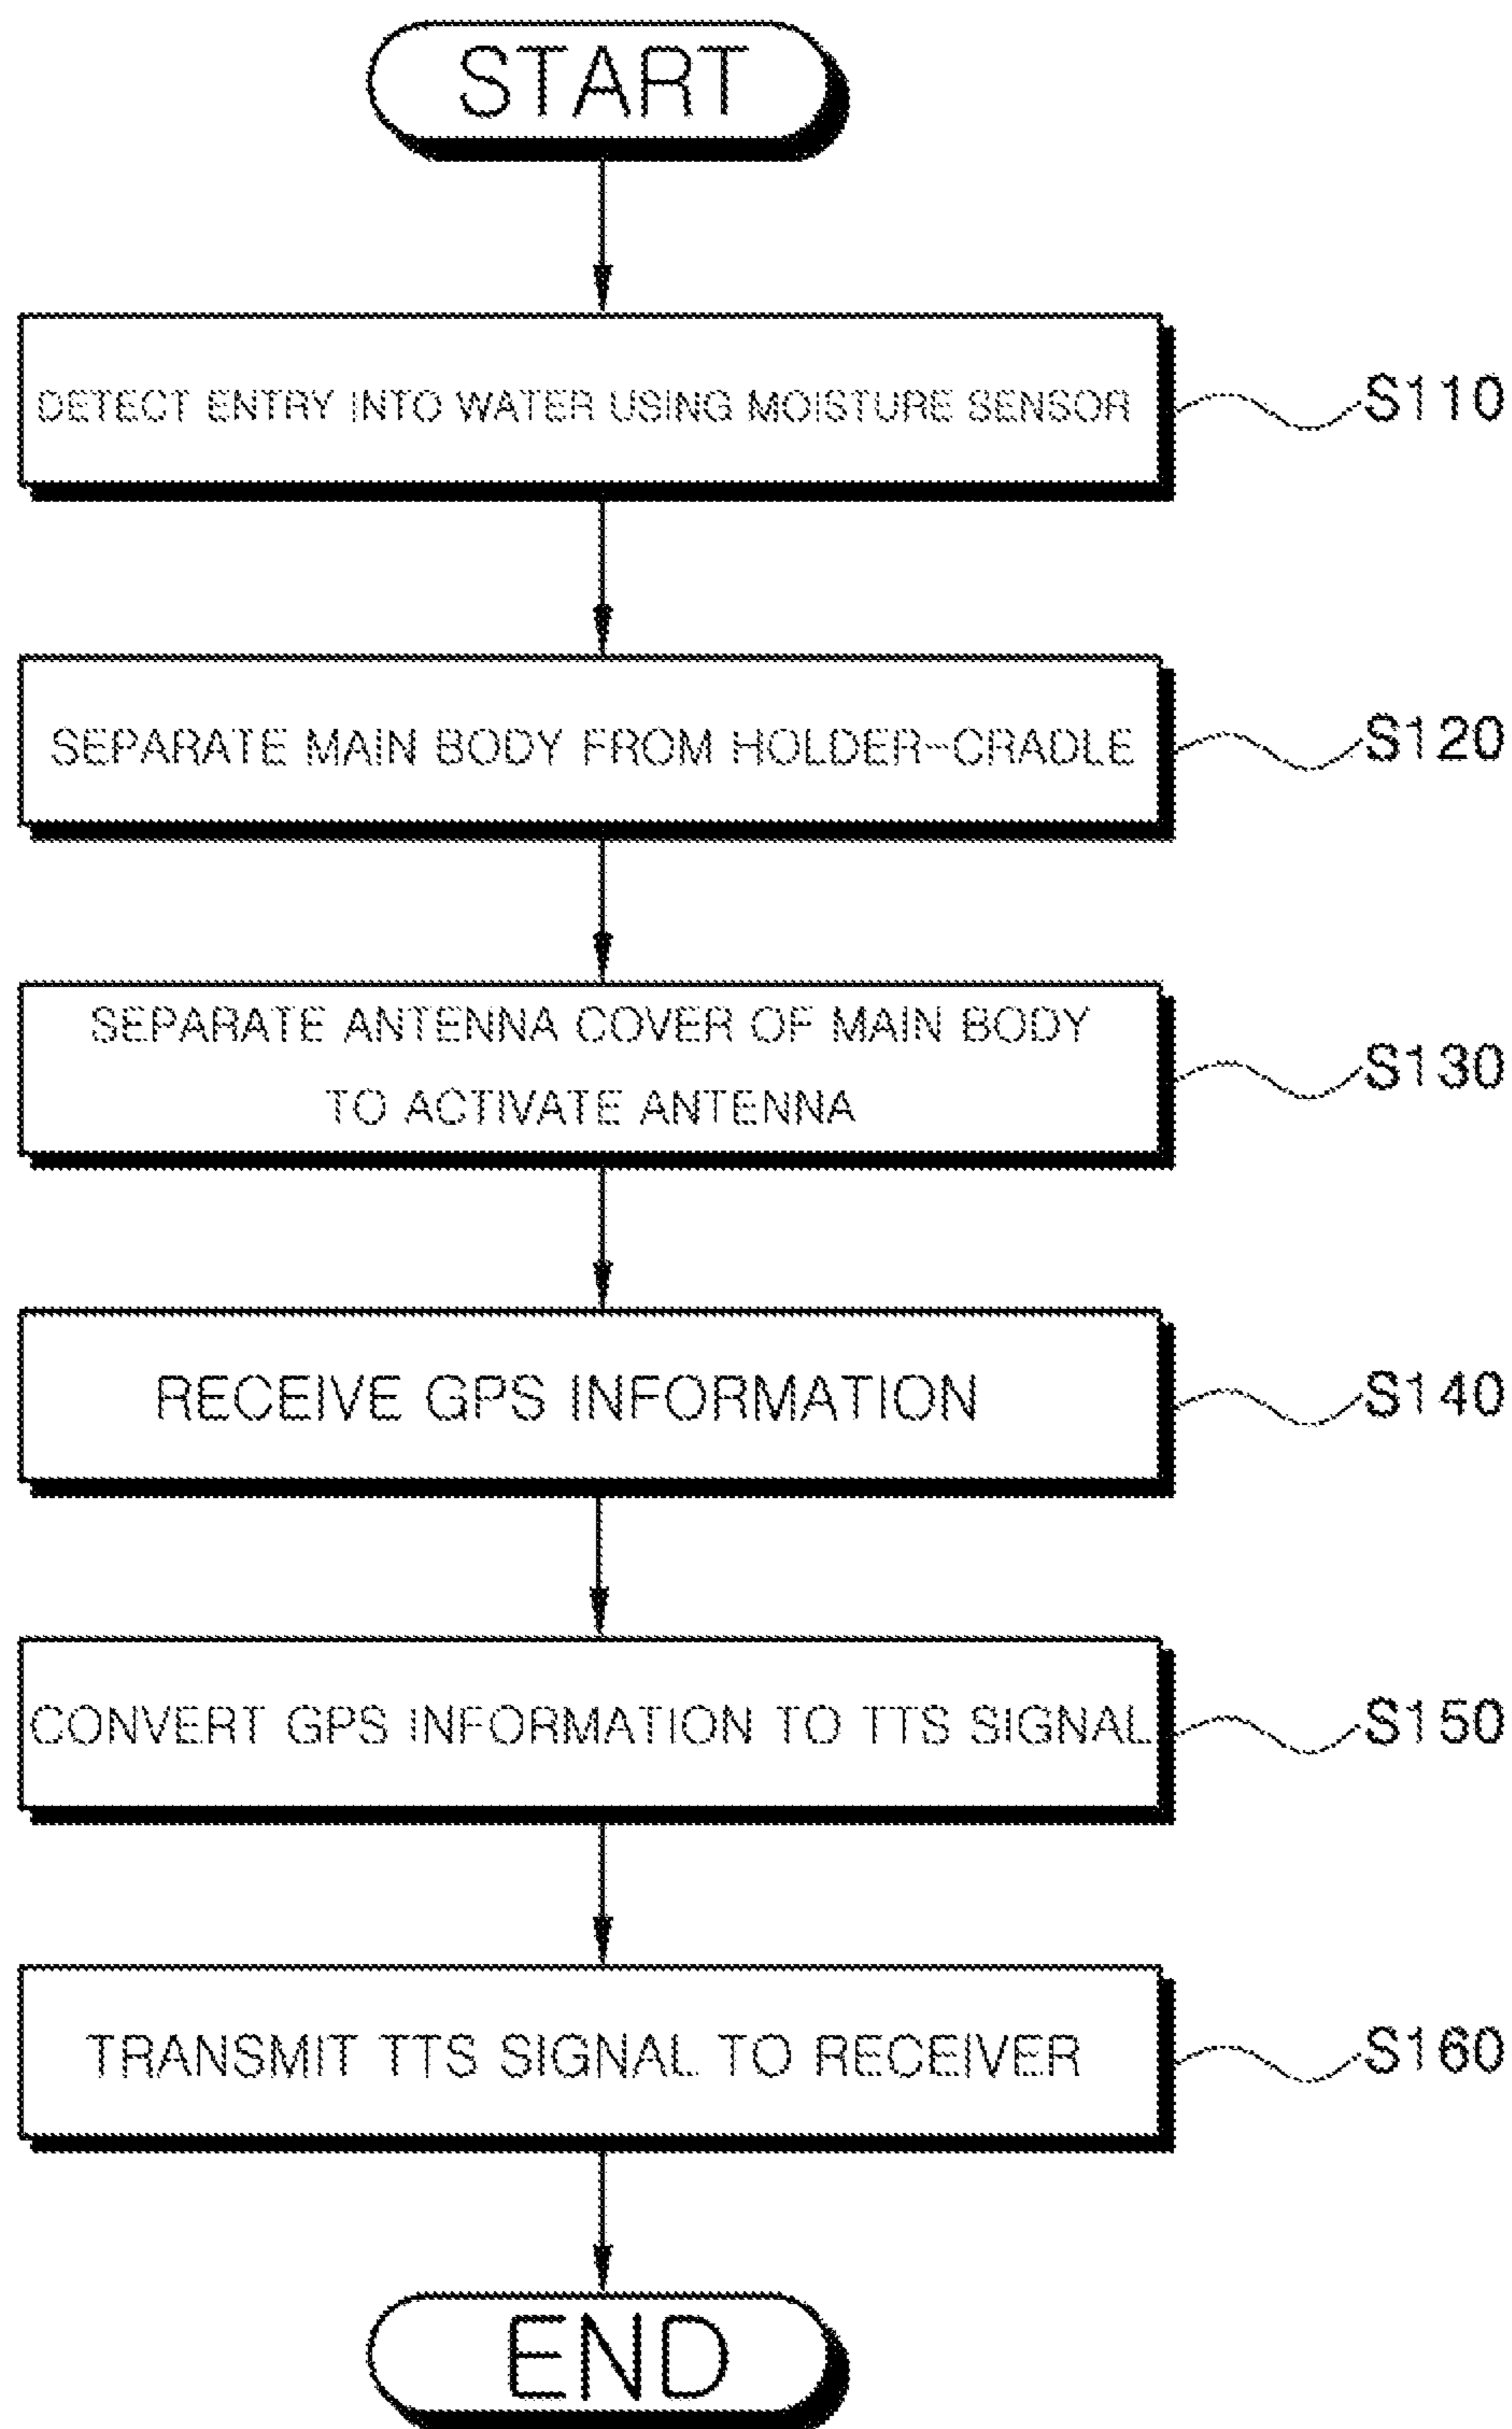 START
DETECT ENTRY INTO WATER USING MOISTURE SENSOR
S110
SEPARATE MAIN BODY FROM HOLDER-CRADLE
S120
SEPARATE ANTENNA COVER OF MAIN BODY
TO ACTIVATE ANTENNA
S130
RECEIVE GPS INFORMATION
S140
CONVERT GPS INFORMATION TO TTS SIGNAL
S150
TRANSMIT TTS SIGNAL TO RECEIVER
S160
END